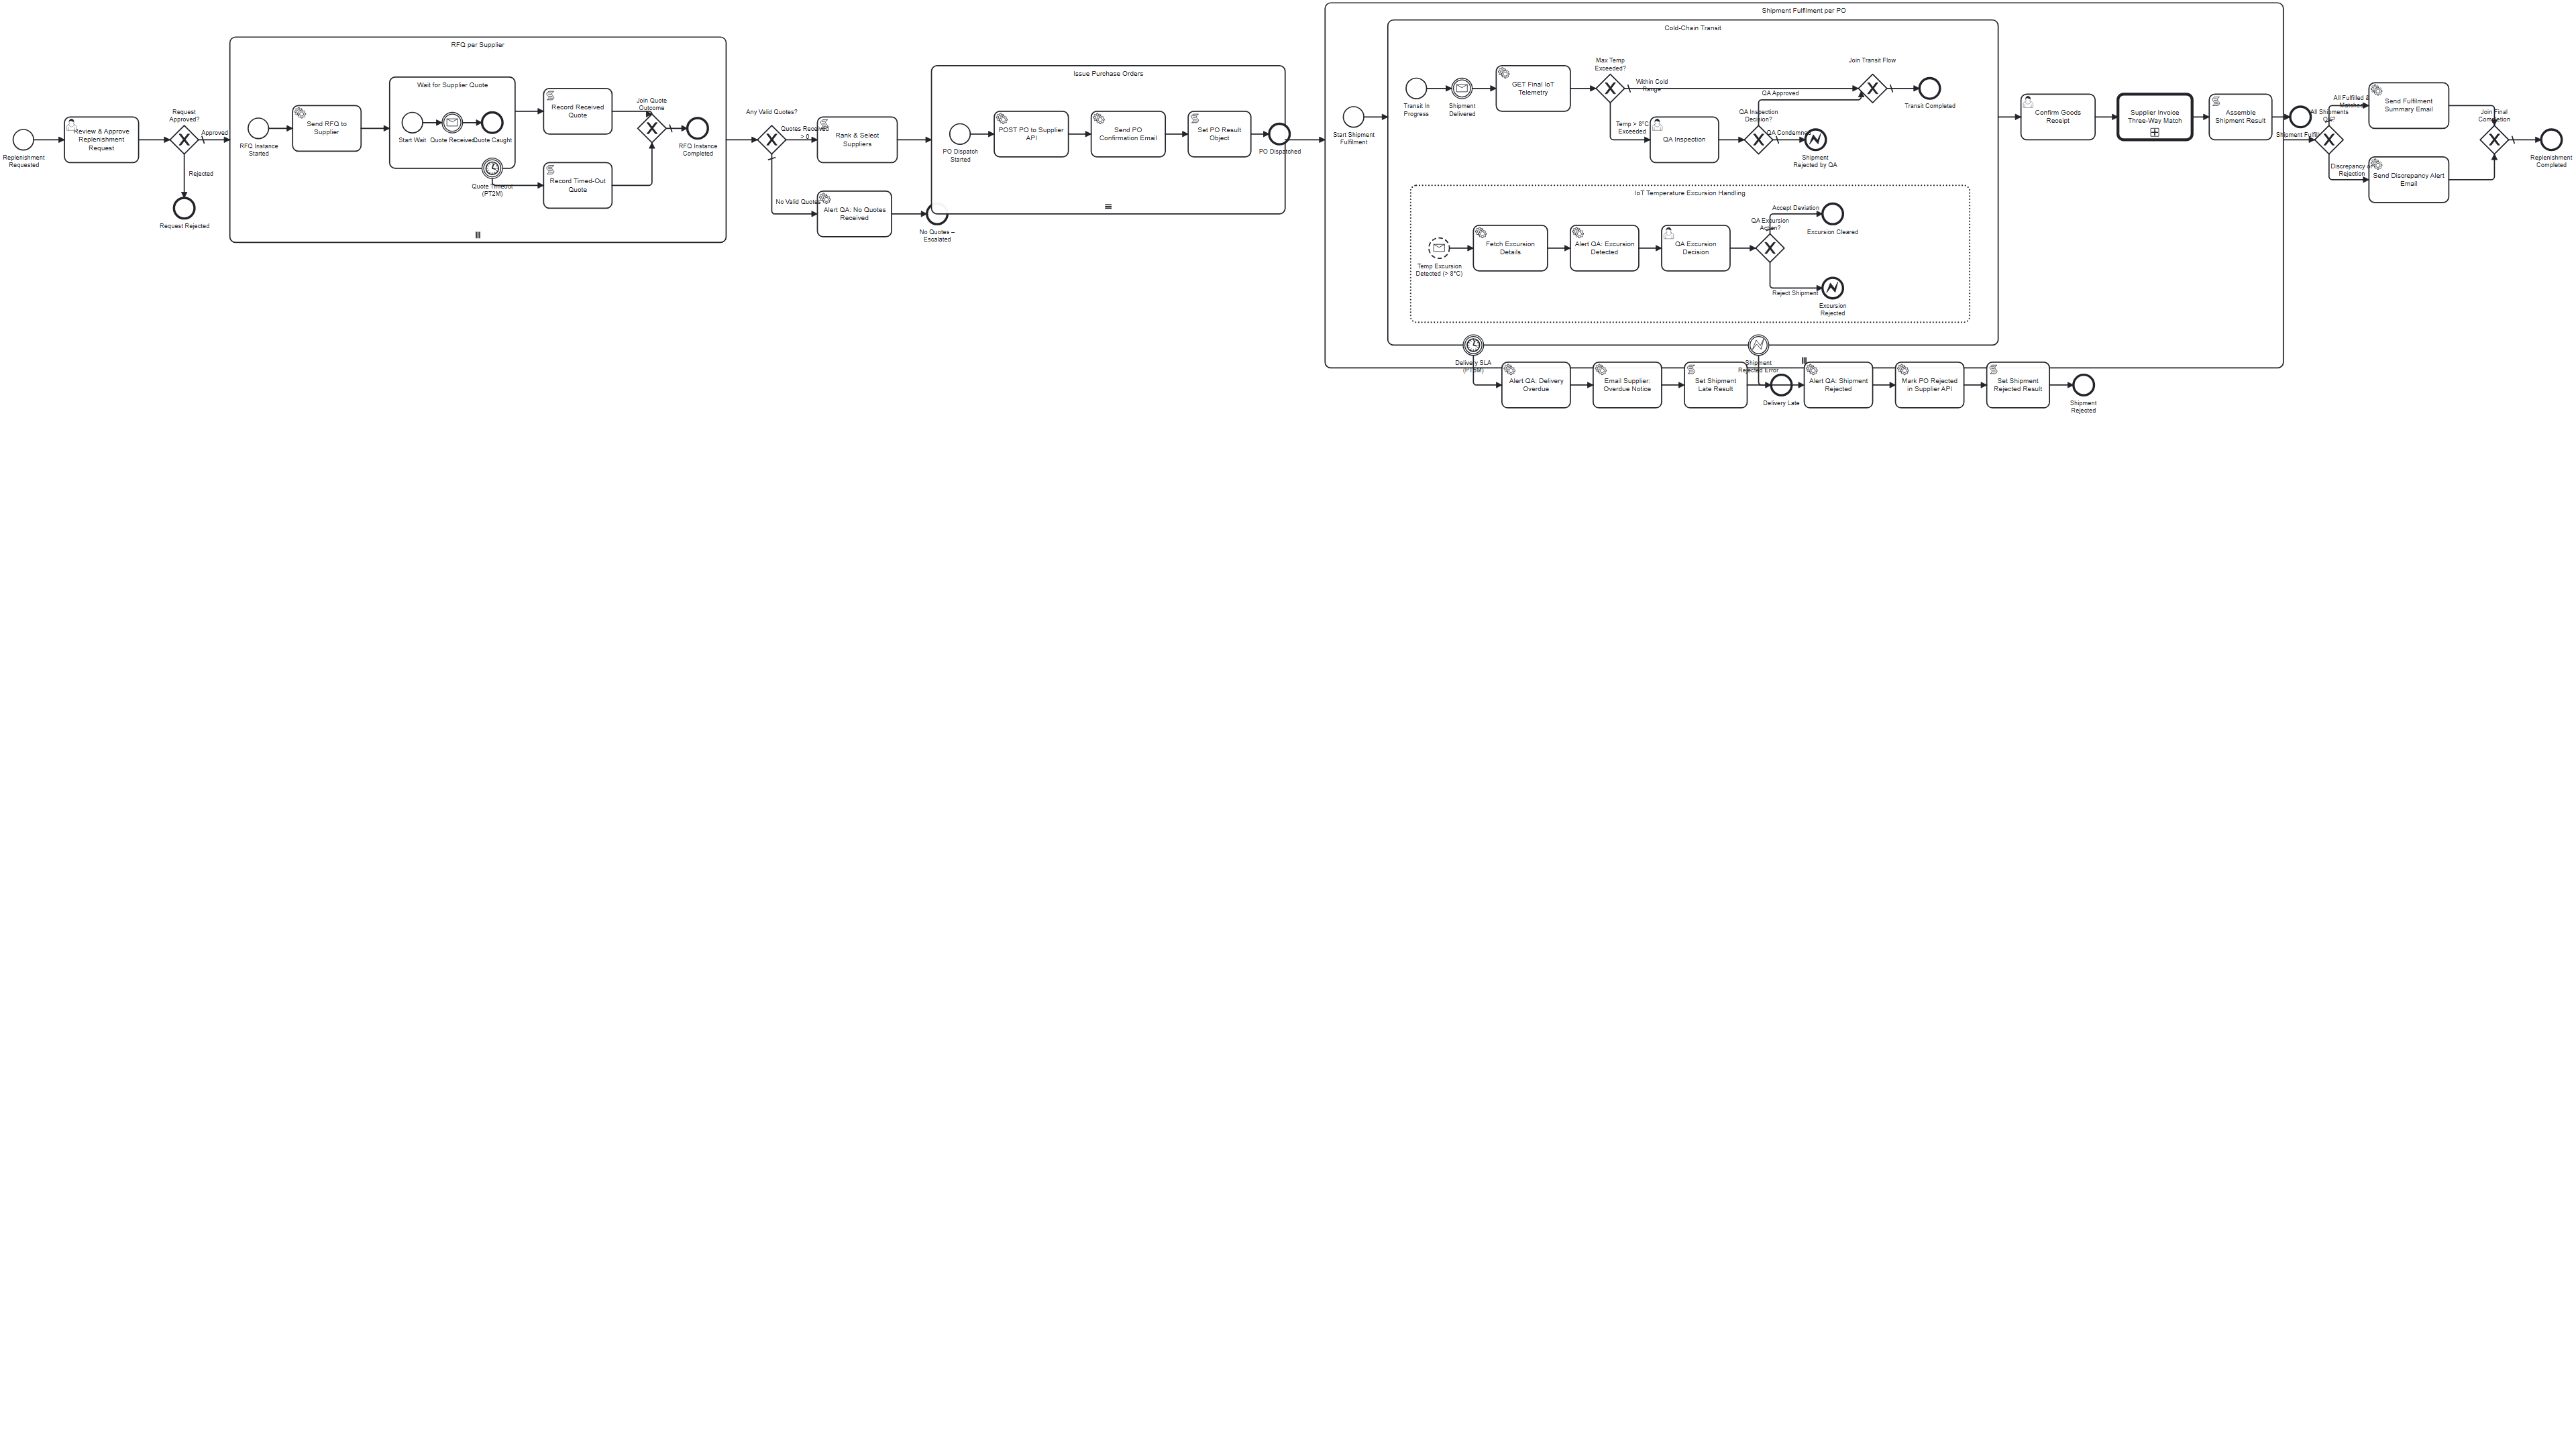 Replenishment
Requested
Review & Approve
Replenishment
Request
Request
Approved?
Approved
Rejected
Request Rejected
RFQ per Supplier
RFQ Instance
Started
Send RFQ to
Supplier
Wait for Supplier Quote
Start Wait
Quote Received
Quote Caught
Quote Timeout
(PT2M)
Record Received
Quote
Record Timed-Out
Quote
Join Quote
Outcome
RFQ Instance
Completed
Any Valid Quotes?
Quotes Received
> 0
No Valid Quotes
Rank & Select
Suppliers
Alert QA: No Quotes
Received
No Quotes –
Escalated
Issue Purchase Orders
PO Dispatch
Started
POST PO to Supplier
API
Send PO
Confirmation Email
Set PO Result
Object
PO Dispatched
Shipment Fulfilment per PO
Start Shipment
Fulfilment
Cold-Chain Transit
Transit In
Progress
Shipment
Delivered
GET Final IoT
Telemetry
Max Temp
Exceeded?
Within Cold
Range
Temp > 8°C
Exceeded
QA Inspection
QA Inspection
Decision?
QA Approved
QA Condemned
Shipment
Rejected by QA
Join Transit Flow
Transit Completed
IoT Temperature Excursion Handling
Temp Excursion
Detected (> 8°C)
Fetch Excursion
Details
Alert QA: Excursion
Detected
QA Excursion
Decision
QA Excursion
Action?
Accept Deviation
Excursion Cleared
Reject Shipment
Excursion
Rejected
Delivery SLA
Alert QA: Delivery
Overdue
Email Supplier:
Overdue Notice
Set Shipment
Late Result
Delivery Late
Shipment
Rejected Error
Alert QA: Shipment
Rejected
Mark PO Rejected
in Supplier API
Set Shipment
Rejected Result
Shipment
Rejected
Confirm Goods
Receipt
Supplier Invoice
Three-Way Match
Assemble
Shipment Result
Shipment
All Shipments
All Fulfilled &
Discrepancy
Rejection
Send Fulfilment
Summary Email
Send Discrepancy Alert
Email
Join Final
Completion
Replenishment
Completed